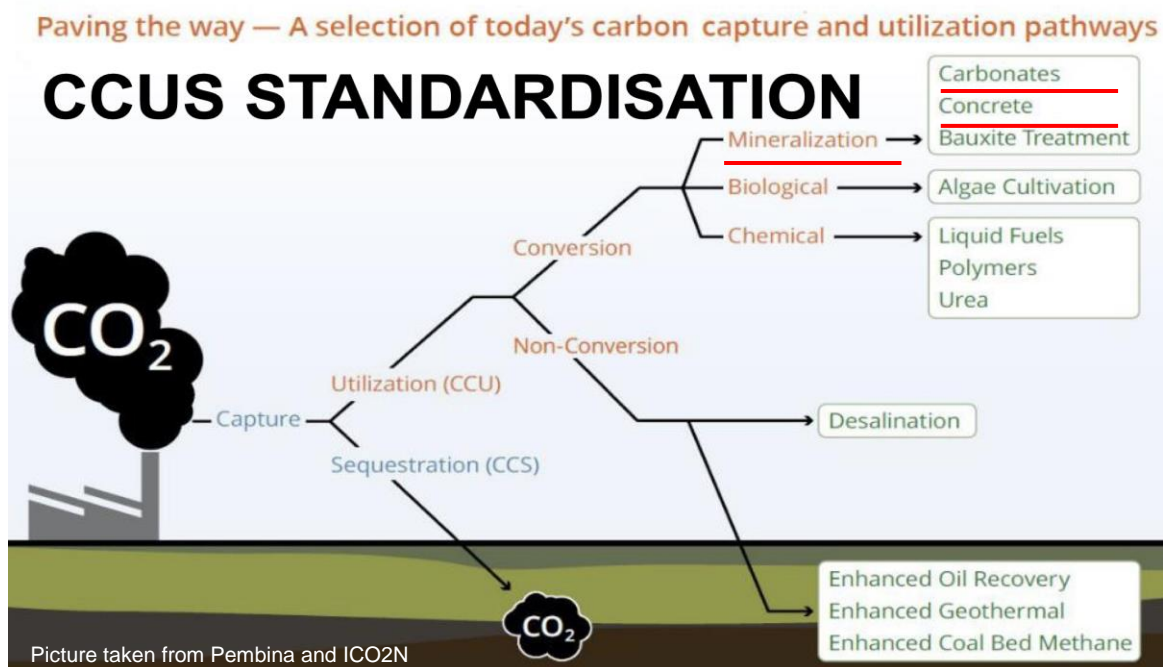 Paving the way — A selection of today's carbon capture and utilization pathways
CCUS STANDARDISATION
Carbonates
Concrete
Bauxite Treatment
Mineralization
Biological
Algae Cultivation
Chemical
Liquid Fuels
Polymers
Urea
Conversion
CO2
Non-Conversion
Utilization (CCU)
Capture
Desalination
Sequestration (CCS)
Enhanced Oil Recovery
Enhanced Geothermal
Enhanced Coal Bed Methane
CO2
Picture taken from Pembina and ICO2N